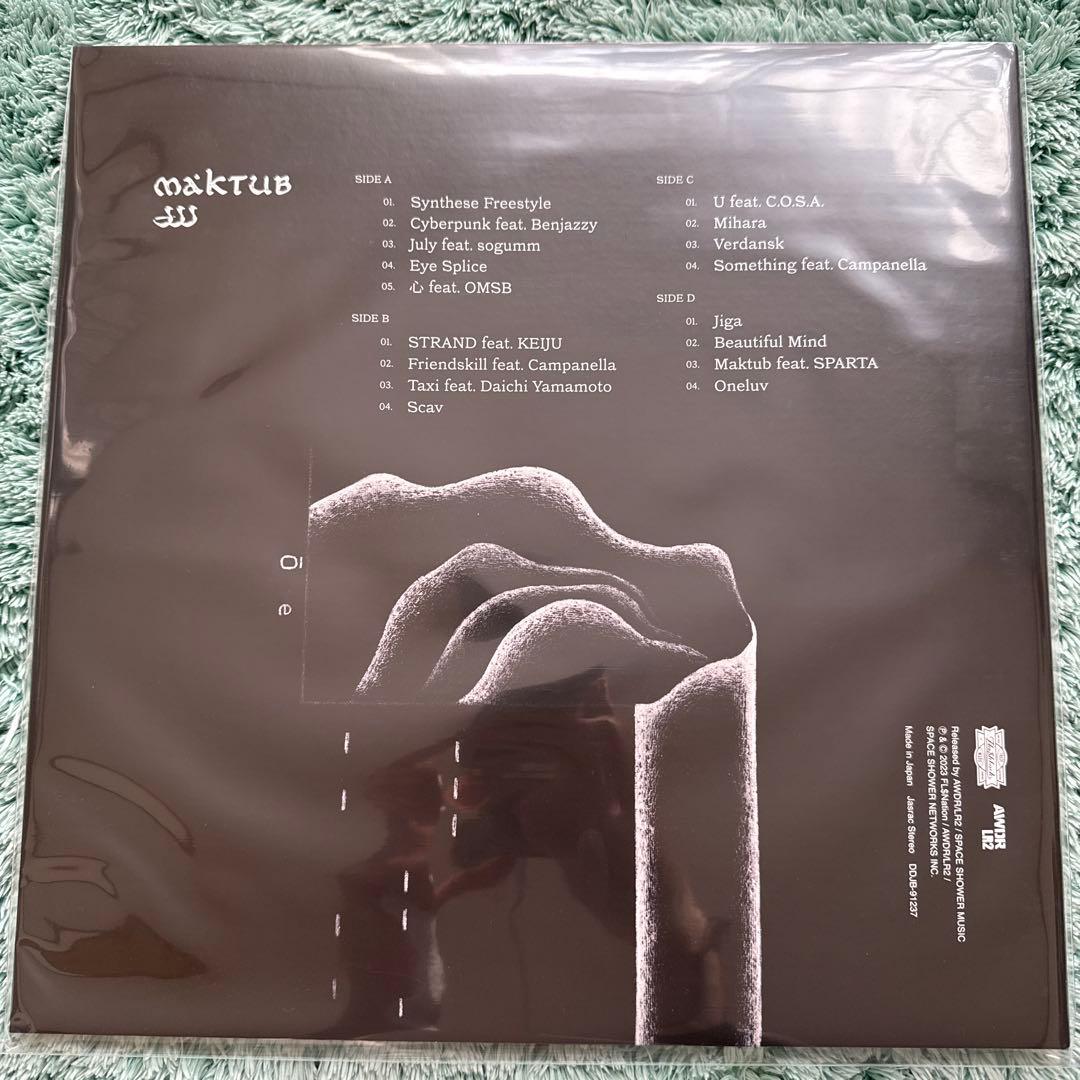 mäktub
JJJ
SIDE A
01. Synthese Freestyle
02. Cyberpunk feat. Benjazzy
03. July feat. sogumm
04. Eye Splice
05. 心 feat. OMSB
SIDE B
01. STRAND feat. KEIJU
02. Friendskill feat. Campanella
03. Taxi feat. Daichi Yamamoto
04. Scav
SIDE C
01. U feat. C.O.S.A.
02. Mihara
03. Verdansk
04. Something feat. Campanella
SIDE D
01. Jiga
02. Beautiful Mind
03. Maktub feat. SPARTA
04. Oneluv
AWDR
LR2
Released by AWDR/LR2 / SPACE SHOWER MUSIC
℗ & © 2023 FL$Nation / AWDR/LR2 /
SPACE SHOWER NETWORKS INC.
Made in Japan Jasrac Stereo DDJB-91237